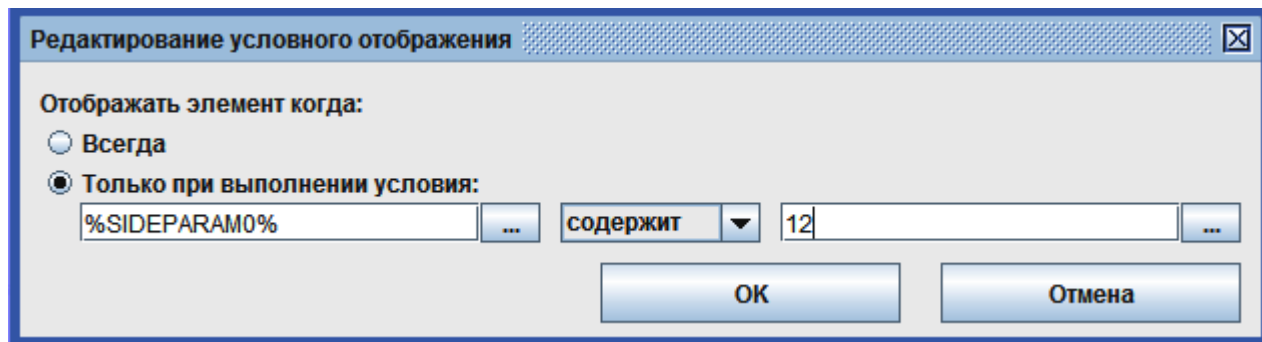 Редактирование условного отображения
Отображать элемент когда:
Всегда
Только при выполнении условия:
%SIDEPARAM0% ... содержит 12 ...
OK Отмена